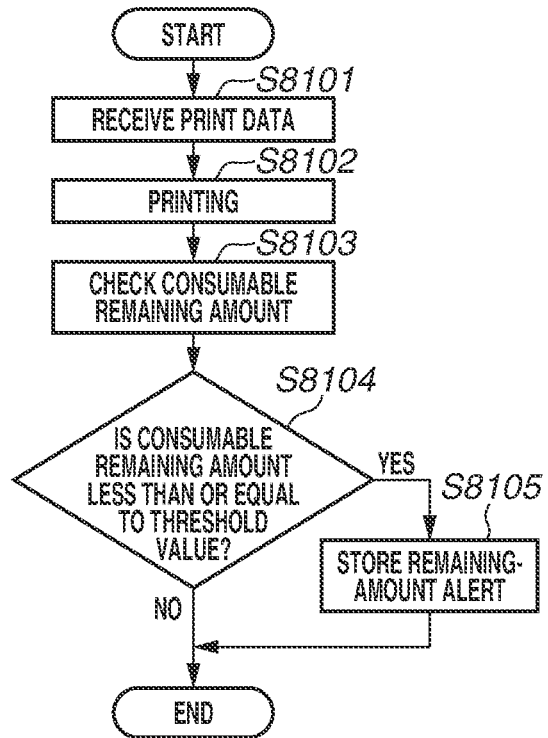 START
S8101
RECEIVE PRINT DATA
S8102
PRINTING
S8103
CHECK CONSUMABLE
REMAINING AMOUNT
S8104
IS CONSUMABLE
REMAINING AMOUNT
LESS THAN OR EQUAL
TO THRESHOLD
VALUE?
YES
S8105
STORE REMAINING-
AMOUNT ALERT
NO
END